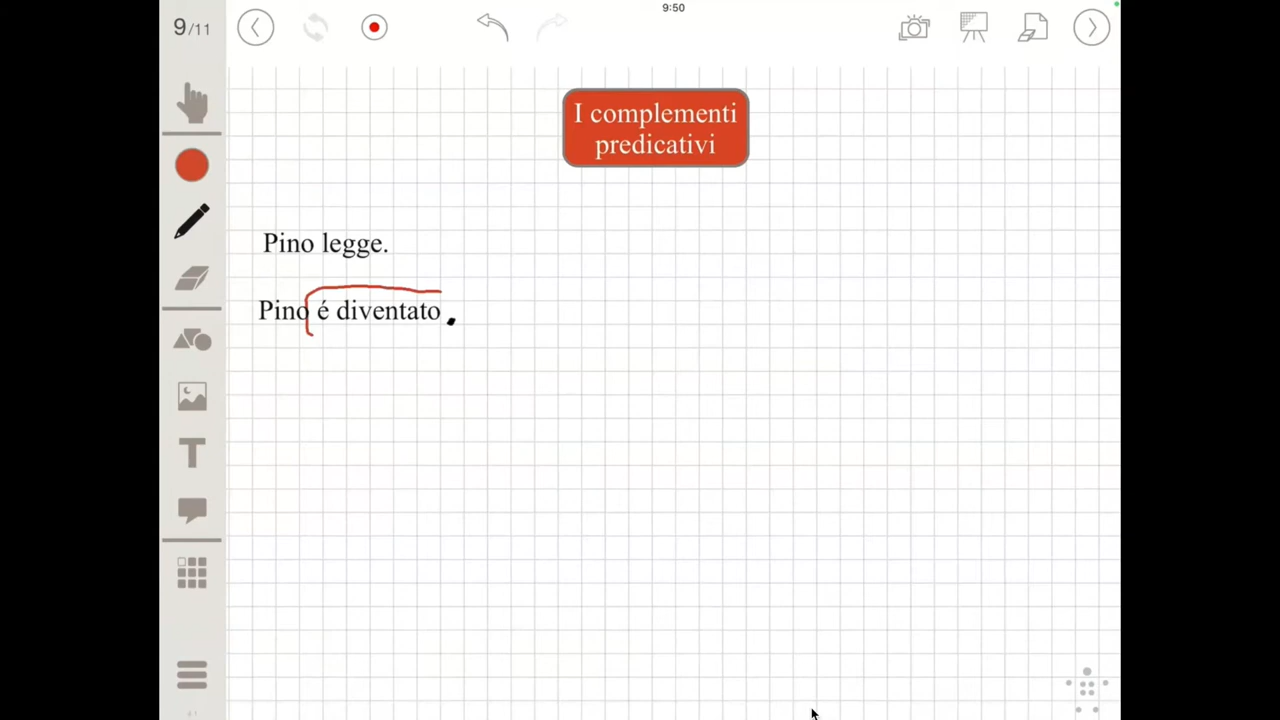 9:50
9/11
I complementi
predicativi
Pino legge.
Pino é diventato.
T